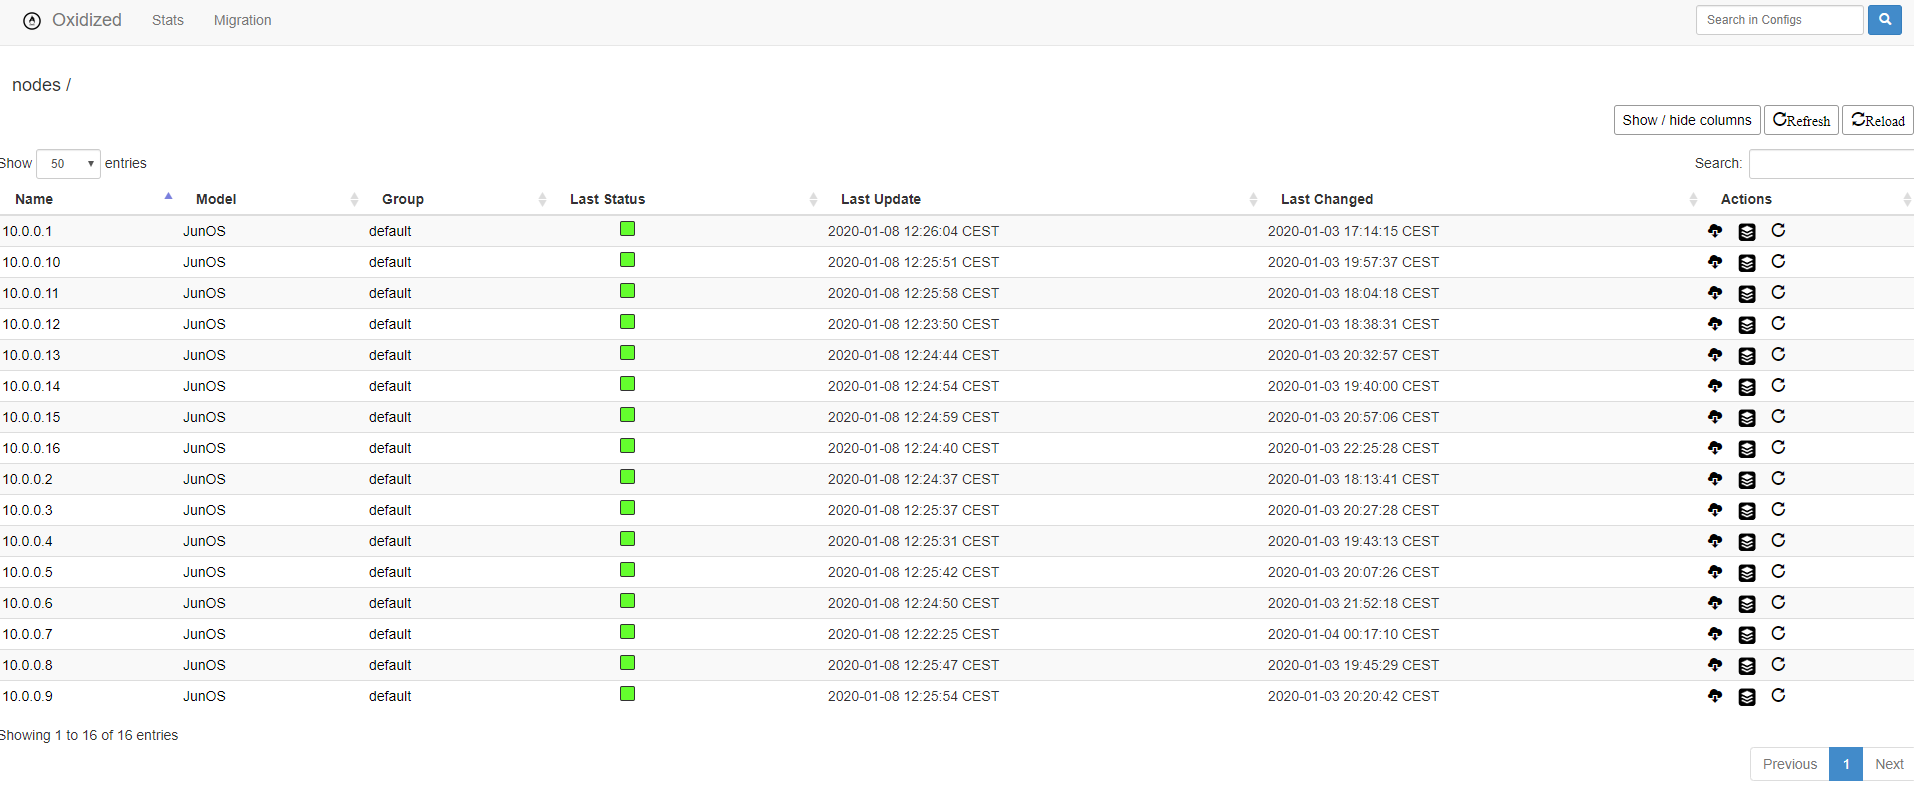 Oxidized Stats Migration Search in Configs
nodes /
Show / hide columns Refresh Reload
Show 50 entries Search:
Name Model Group Last Status Last Update Last Changed Actions
10.0.0.1 JunOS default 2020-01-08 12:26:04 CEST 2020-01-03 17:14:15 CEST
10.0.0.10 JunOS default 2020-01-08 12:25:51 CEST 2020-01-03 19:57:37 CEST
10.0.0.11 JunOS default 2020-01-08 12:25:58 CEST 2020-01-03 18:04:18 CEST
10.0.0.12 JunOS default 2020-01-08 12:23:50 CEST 2020-01-03 18:38:31 CEST
10.0.0.13 JunOS default 2020-01-08 12:24:44 CEST 2020-01-03 20:32:57 CEST
10.0.0.14 JunOS default 2020-01-08 12:24:54 CEST 2020-01-03 19:40:00 CEST
10.0.0.15 JunOS default 2020-01-08 12:24:59 CEST 2020-01-03 20:57:06 CEST
10.0.0.16 JunOS default 2020-01-08 12:24:40 CEST 2020-01-03 22:25:28 CEST
10.0.0.2 JunOS default 2020-01-08 12:24:37 CEST 2020-01-03 18:13:41 CEST
10.0.0.3 JunOS default 2020-01-08 12:25:37 CEST 2020-01-03 20:27:28 CEST
10.0.0.4 JunOS default 2020-01-08 12:25:31 CEST 2020-01-03 19:43:13 CEST
10.0.0.5 JunOS default 2020-01-08 12:25:42 CEST 2020-01-03 20:07:26 CEST
10.0.0.6 JunOS default 2020-01-08 12:24:50 CEST 2020-01-03 21:52:18 CEST
10.0.0.7 JunOS default 2020-01-08 12:22:25 CEST 2020-01-04 00:17:10 CEST
10.0.0.8 JunOS default 2020-01-08 12:25:47 CEST 2020-01-03 19:45:29 CEST
10.0.0.9 JunOS default 2020-01-08 12:25:54 CEST 2020-01-03 20:20:42 CEST
Showing 1 to 16 of 16 entries
Previous 1 Next